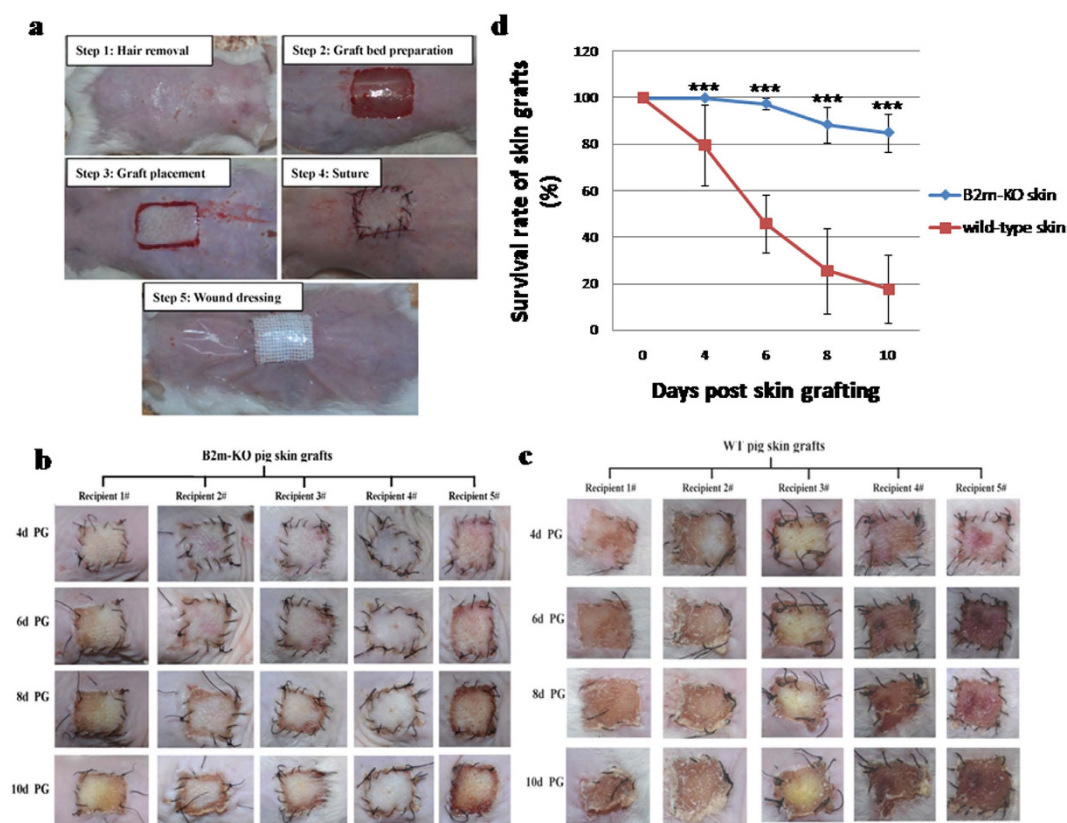 a
Step 1: Hair removal
Step 2: Graft bed preparation
Step 3: Graft placement
Step 4: Suture
Step 5: Wound dressing
d
Survival rate of skin grafts
(%)
120
100
80
60
40
20
0
*** *** *** ***
0 4 6 8 10
Days post skin grafting
B2m-KO skin
wild-type skin
b
B2m-KO pig skin grafts
Recipient 1# Recipient 2# Recipient 3# Recipient 4# Recipient 5#
4d PG
6d PG
8d PG
10d PG
c
WT pig skin grafts
Recipient 1# Recipient 2# Recipient 3# Recipient 4# Recipient 5#
4d PG
6d PG
8d PG
10d PG